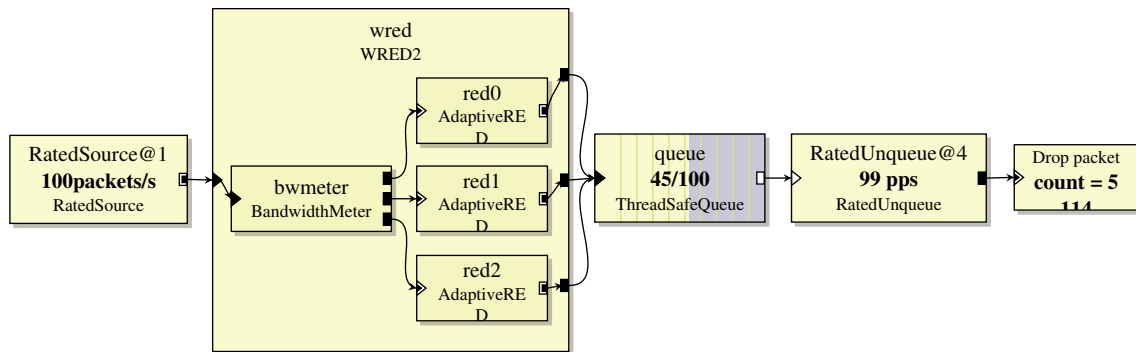 wred
WRED2
red0
AdaptiveRE
D
RatedSource@1
100packets/s
RatedSource
bwmeter
BandwidthMeter
red1
AdaptiveRE
D
red2
AdaptiveRE
D
queue
45/100
ThreadSafeQueue
RatedUnqueue@4
99 pps
RatedUnqueue
Drop packet
count = 5
114